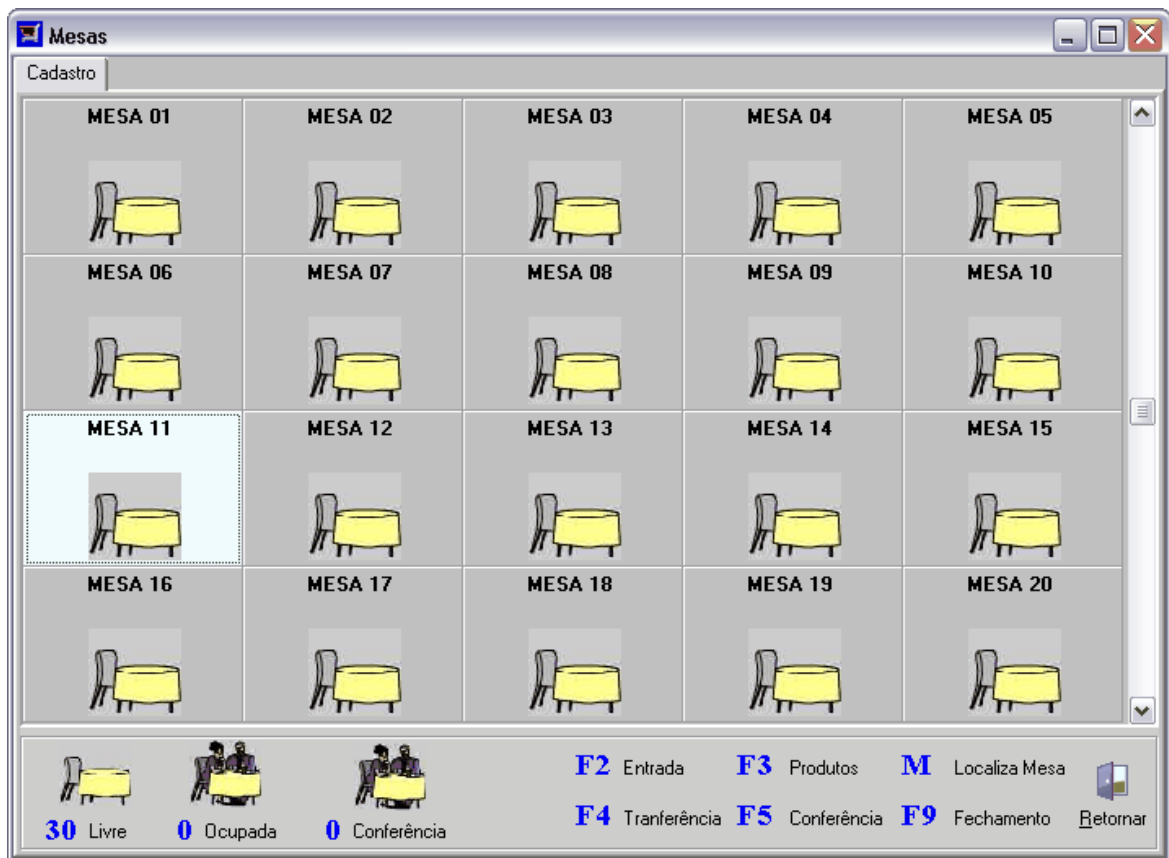 Mesas
Cadastro
MESA 01 MESA 02 MESA 03 MESA 04 MESA 05
MESA 06 MESA 07 MESA 08 MESA 09 MESA 10
MESA 11 MESA 12 MESA 13 MESA 14 MESA 15
MESA 16 MESA 17 MESA 18 MESA 19 MESA 20
F2 Entrada F3 Produtos M Localiza Mesa
30 Livre 0 Ocupada 0 Conferência F4 Tranferência F5 Conferência F9 Fechamento Retornar